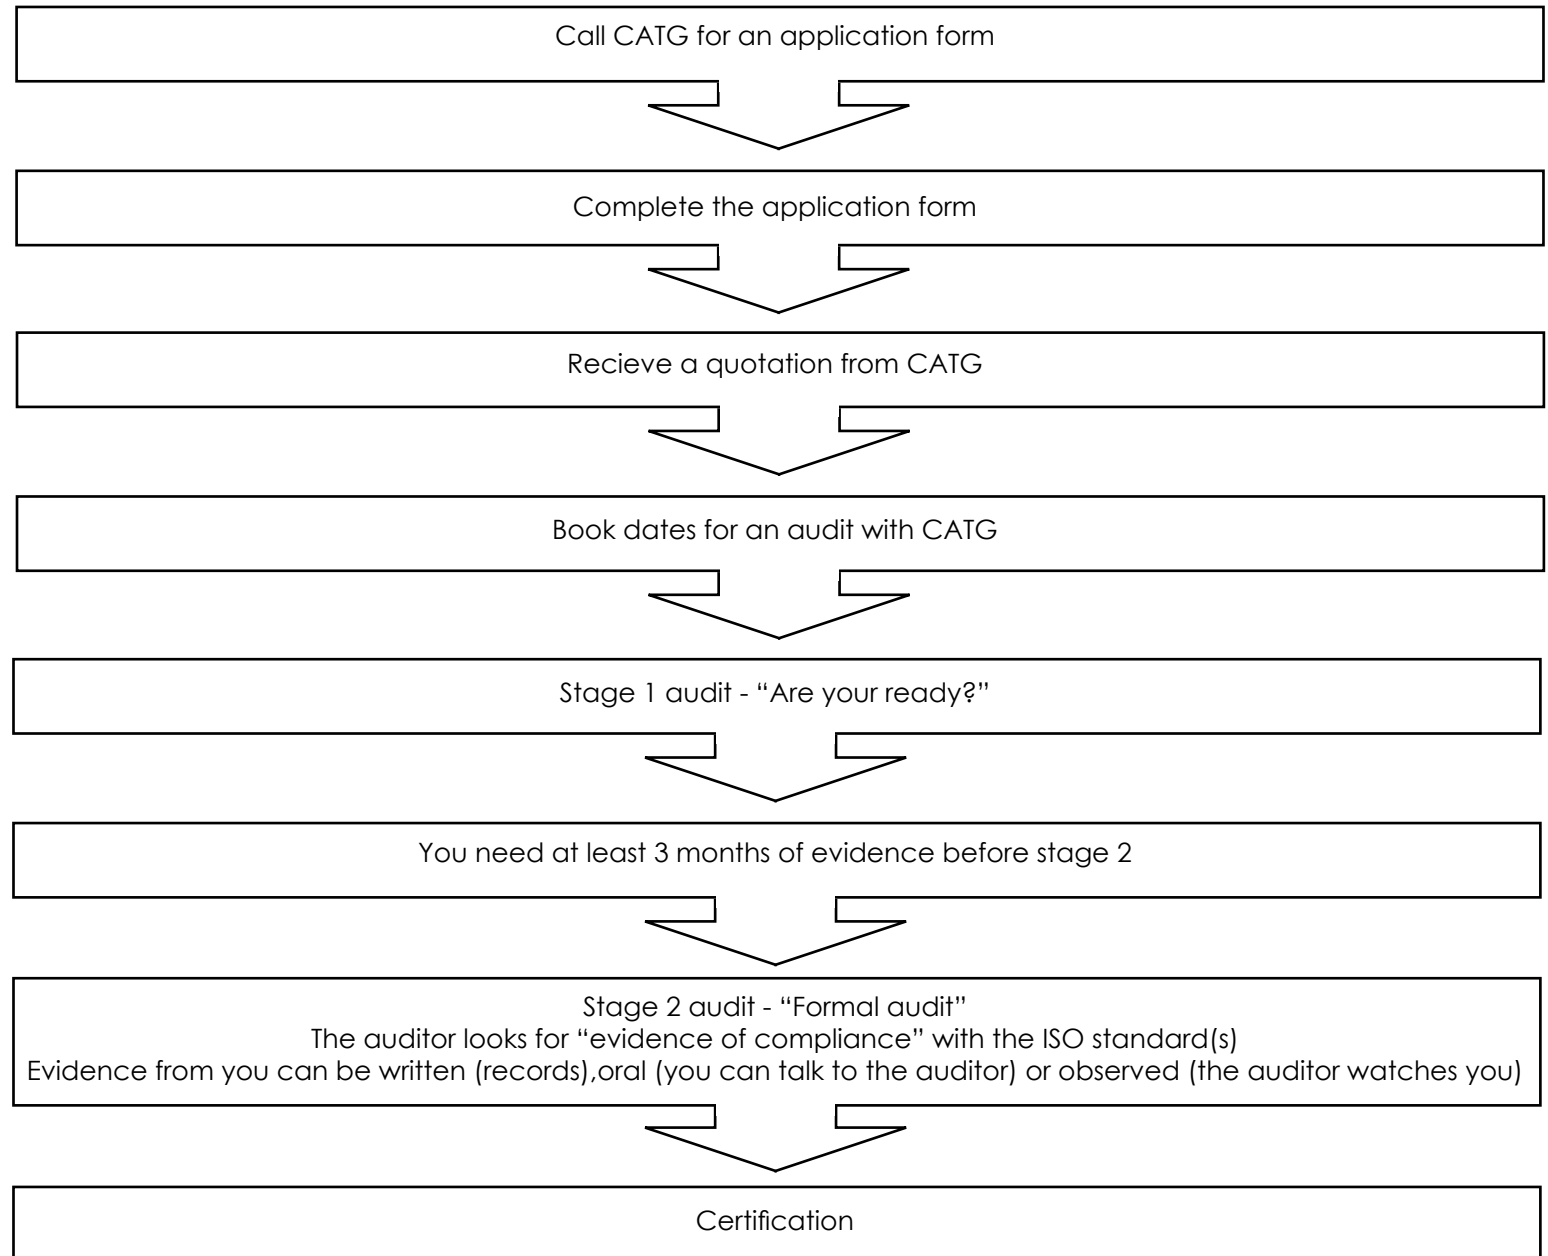 Call CATG for an application form
Complete the application form
Recieve a quotation from CATG
Book dates for an audit with CATG
Stage 1 audit - “Are your ready?”
You need at least 3 months of evidence before stage 2
Stage 2 audit - “Formal audit”
The auditor looks for “evidence of compliance” with the ISO standard(s)
Evidence from you can be written (records),oral (you can talk to the auditor) or observed (the auditor watches you)
Certification